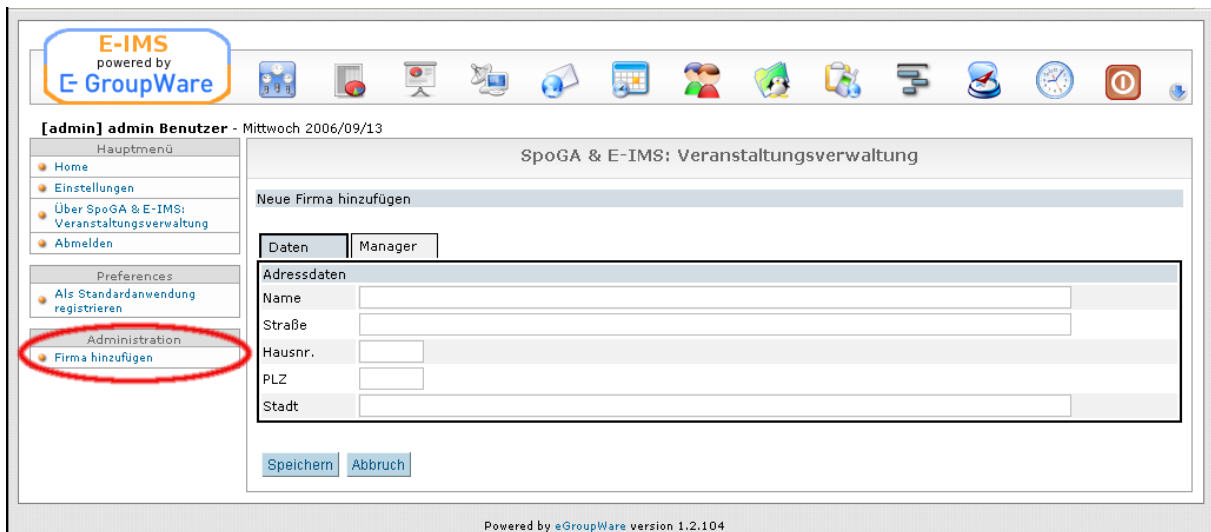 E-IMS
powered by
E-GroupWare
[admin] admin Benutzer - Mittwoch 2006/09/13
Hauptmenü
Home
Einstellungen
Über SpoGA & E-IMS:
Veranstaltungsverwaltung
Abmelden
Preferences
Als Standardanwendung
registrieren
Administration
Firma hinzufügen
SpoGA & E-IMS: Veranstaltungsverwaltung
Neue Firma hinzufügen
Daten Manager
Adressdaten
Name
Straße
Hausnr.
PLZ
Stadt
Speichern Abbruch
Powered by eGroupWare version 1.2.104